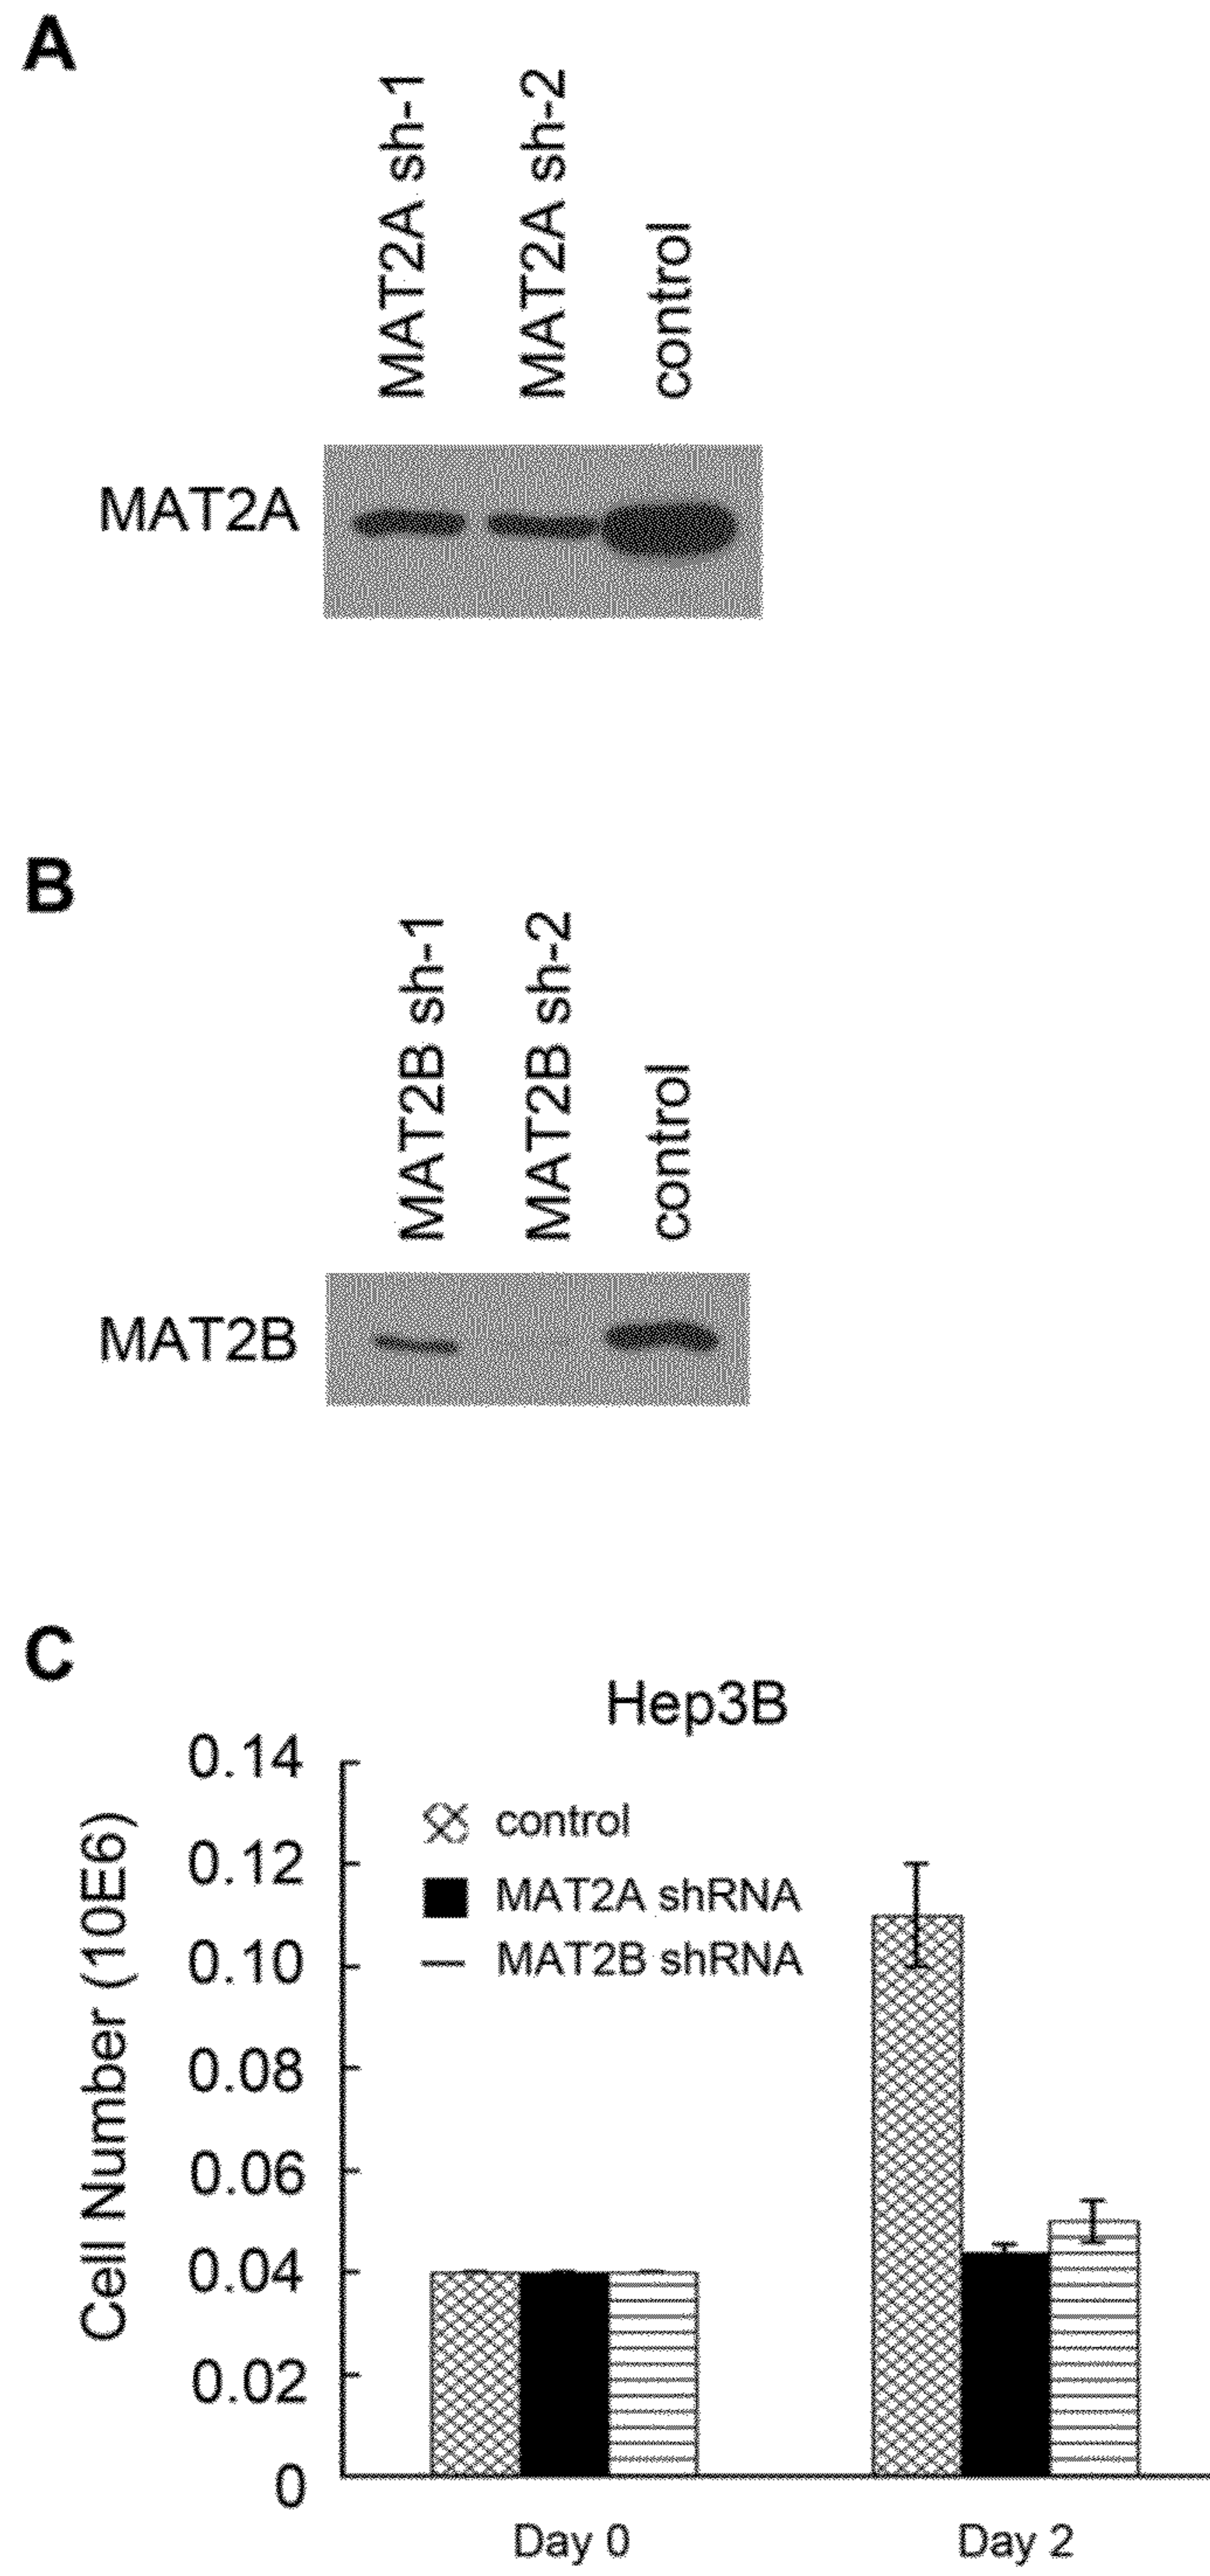 A
MAT2A sh-1
MAT2A sh-2
control
MAT2A
B
MAT2B sh-1
MAT2B sh-2
control
MAT2B
C
Hep3B
Cell Number (10E6)
0.14
0.12
0.10
0.08
0.06
0.04
0.02
0
control
MAT2A shRNA
MAT2B shRNA
Day 0
Day 2